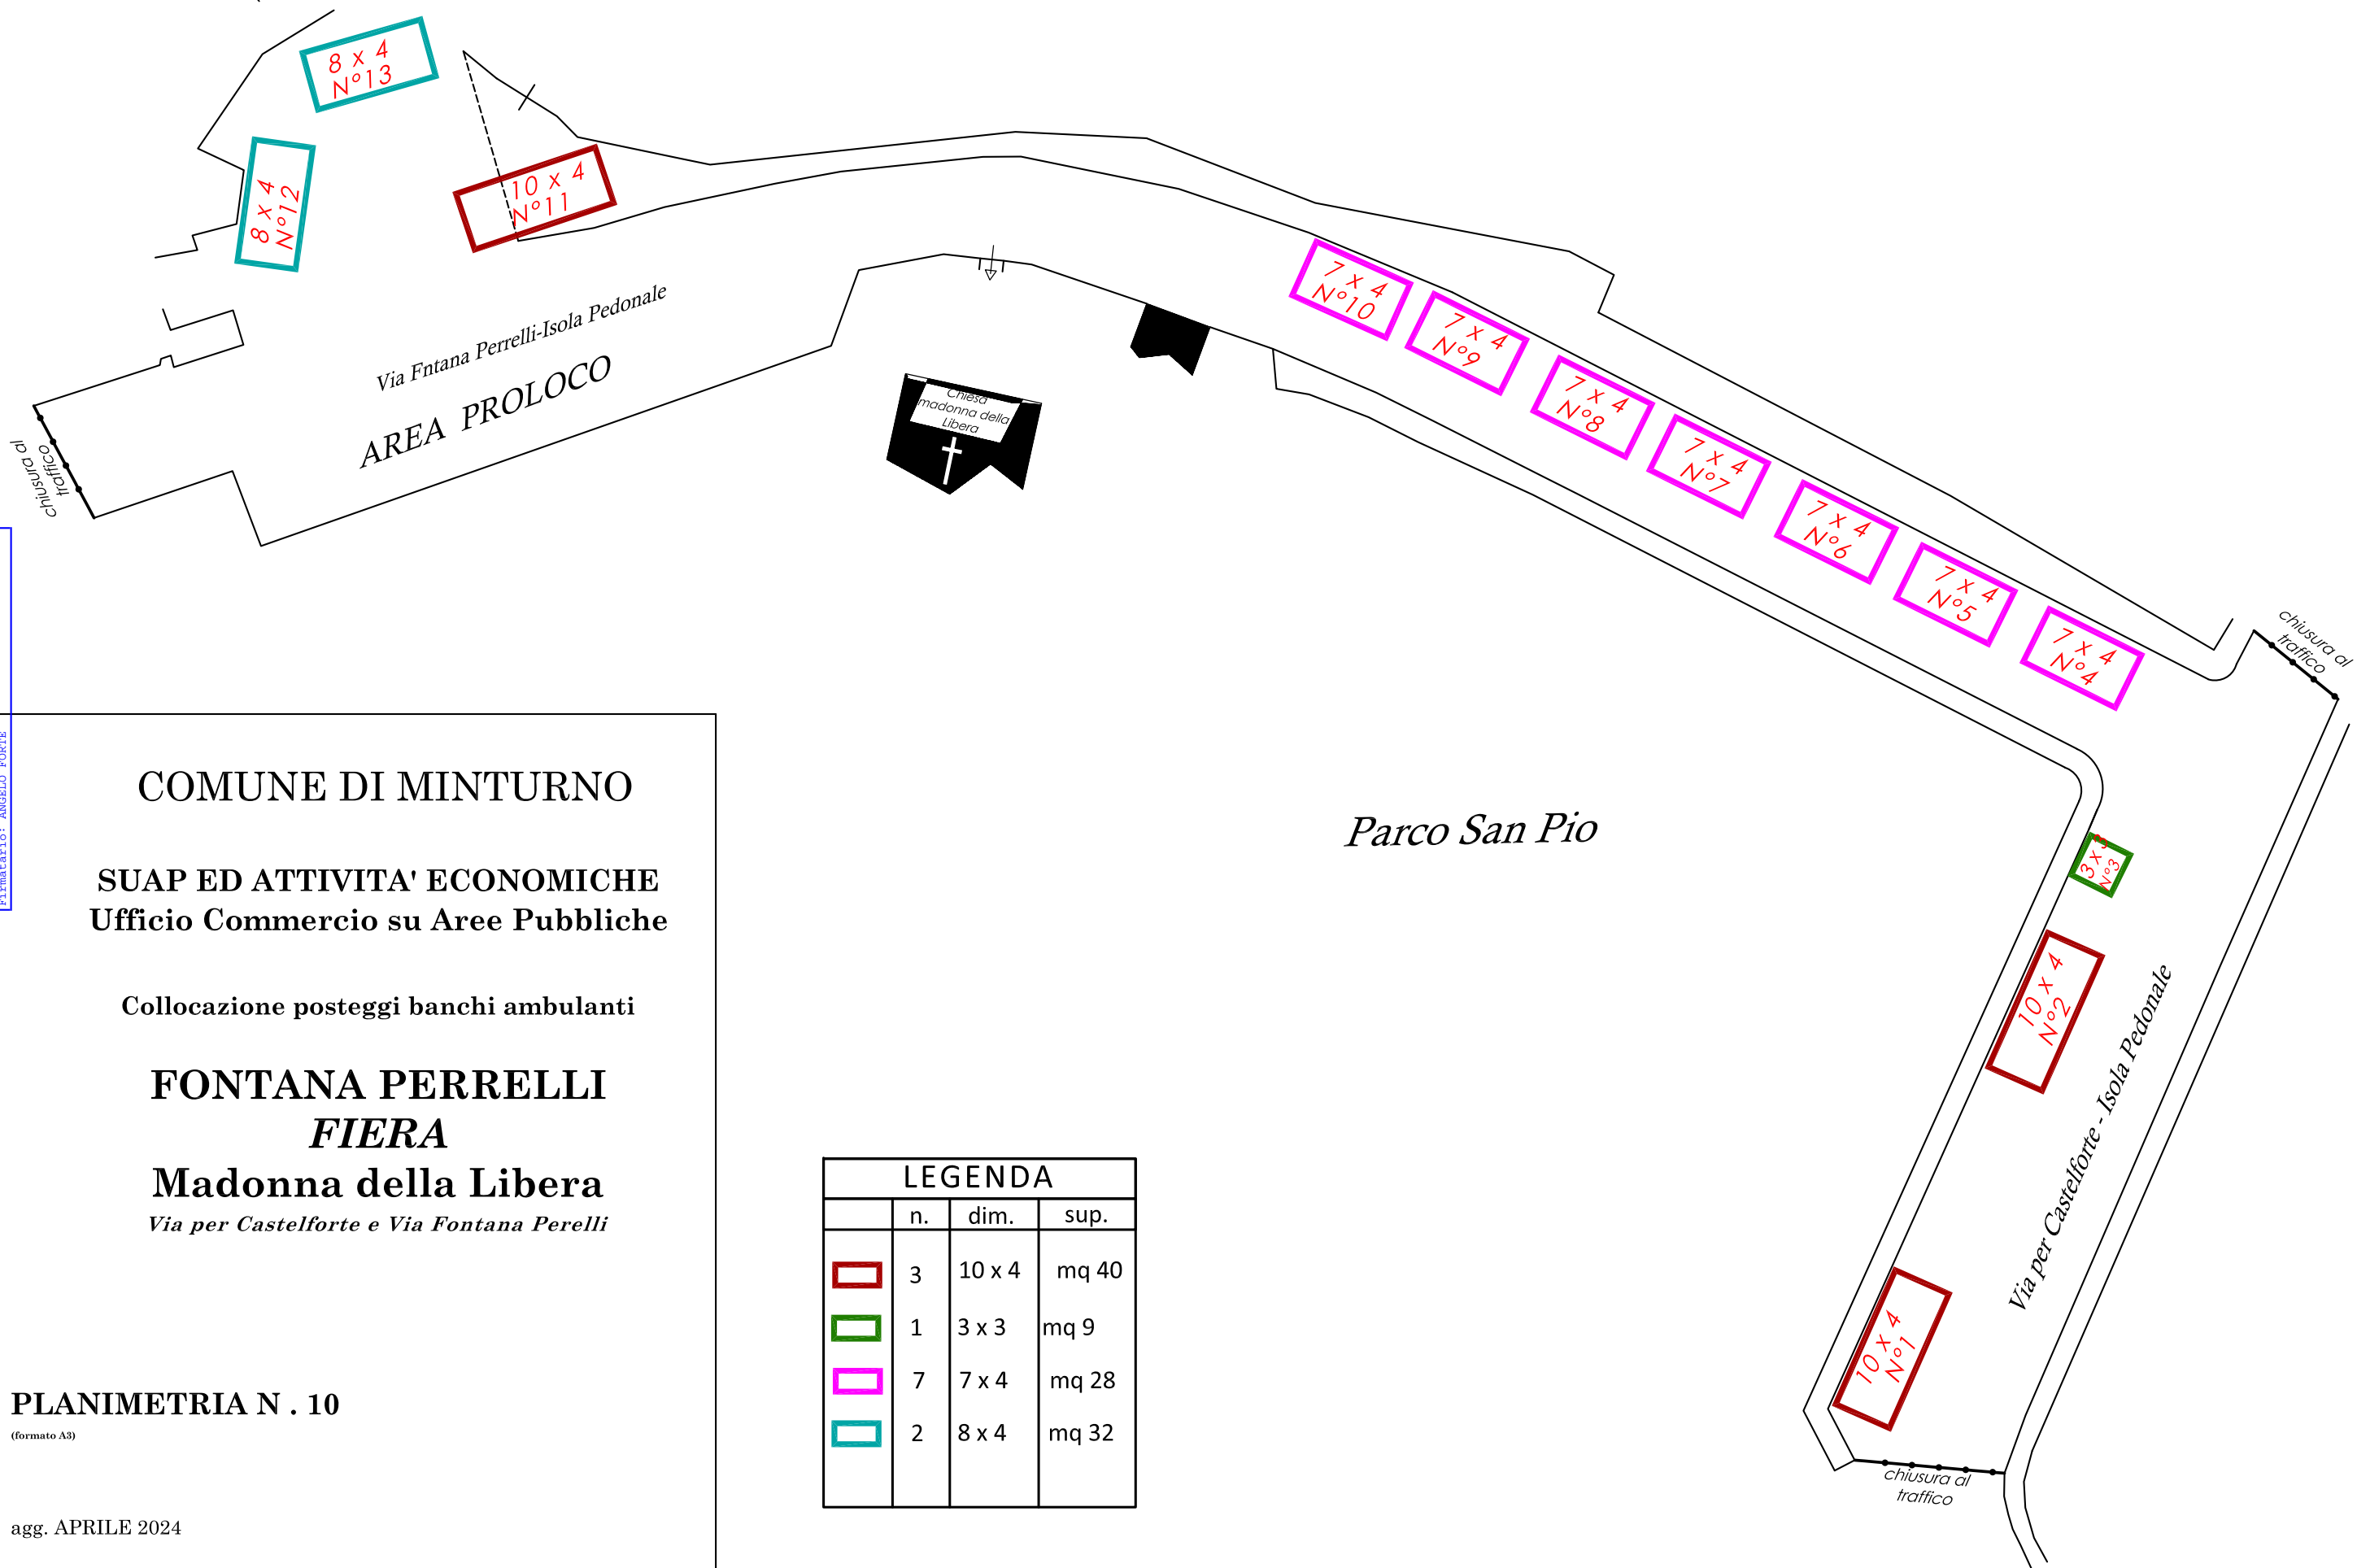 8 x 4
N°13
8 x 4
N°12
10 x 4
N°11
Via Fntana Perrelli-Isola Pedonale
AREA PROLOCO
chiusura al
traffico
Chiesa
madonna della
Libera
7 x 4
N°10
7 x 4
N°9
7 x 4
N°8
7 x 4
N°7
7 x 4
N°6
7 x 4
N°5
7 x 4
N°4
chiusura al
traffico
Parco San Pio
3 x 3
N°3
10 x 4
N°2
Via per Castelforte - Isola Pedonale
10 x 4
N°1
chiusura al
traffico
Firmatario: ANGELO FORTE
COMUNE DI MINTURNO
SUAP ED ATTIVITA' ECONOMICHE
Ufficio Commercio su Aree Pubbliche
Collocazione posteggi banchi ambulanti
FONTANA PERRELLI
FIERA
Madonna della Libera
Via per Castelforte e Via Fontana Perelli
PLANIMETRIA N . 10
(formato A3)
agg. APRILE 2024
LEGENDA
n. dim. sup.
3 10 x 4 mq 40
1 3 x 3 mq 9
7 7 x 4 mq 28
2 8 x 4 mq 32